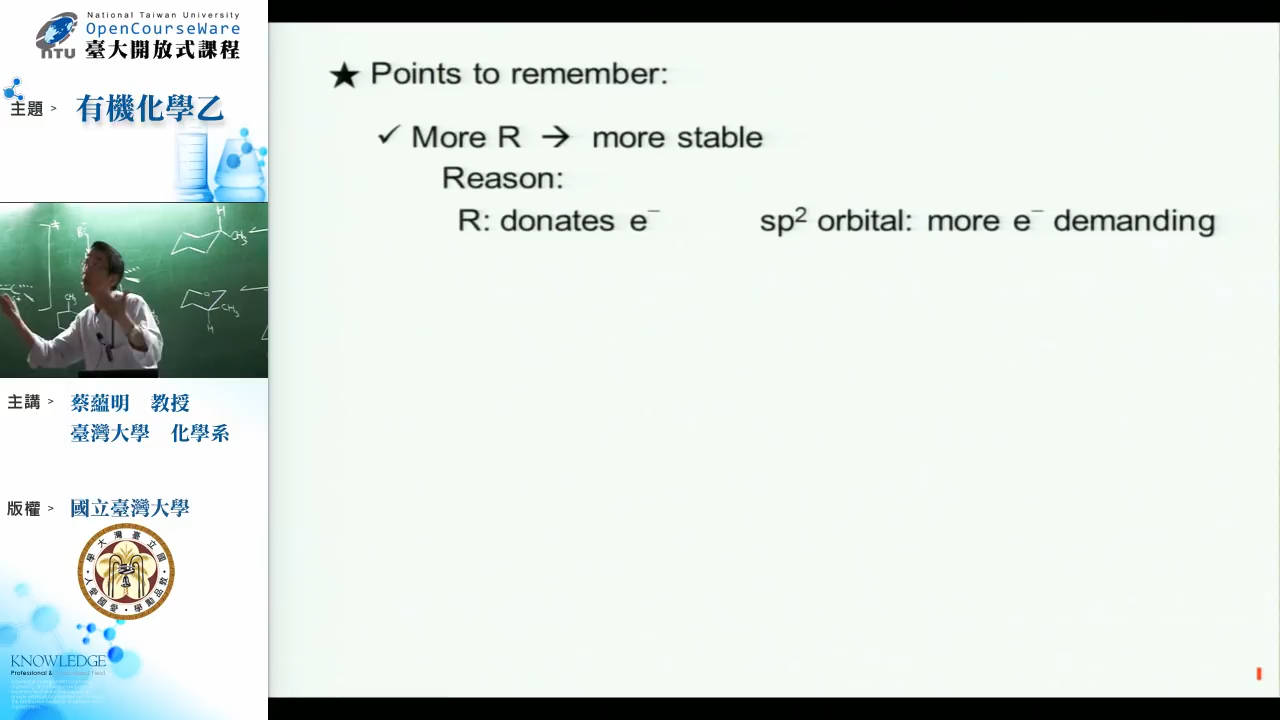 National Taiwan University
OpenCourseWare
臺大開放式課程
NTU
主題 > 有機化學乙
CH₃
H
主講 > 蔡蘊明 教授
臺灣大學 化學系
版權 > 國立臺灣大學
KNOWLEDGE
★ Points to remember:
✓ More R → more stable
Reason:
R: donates e⁻ sp² orbital: more e⁻ demanding